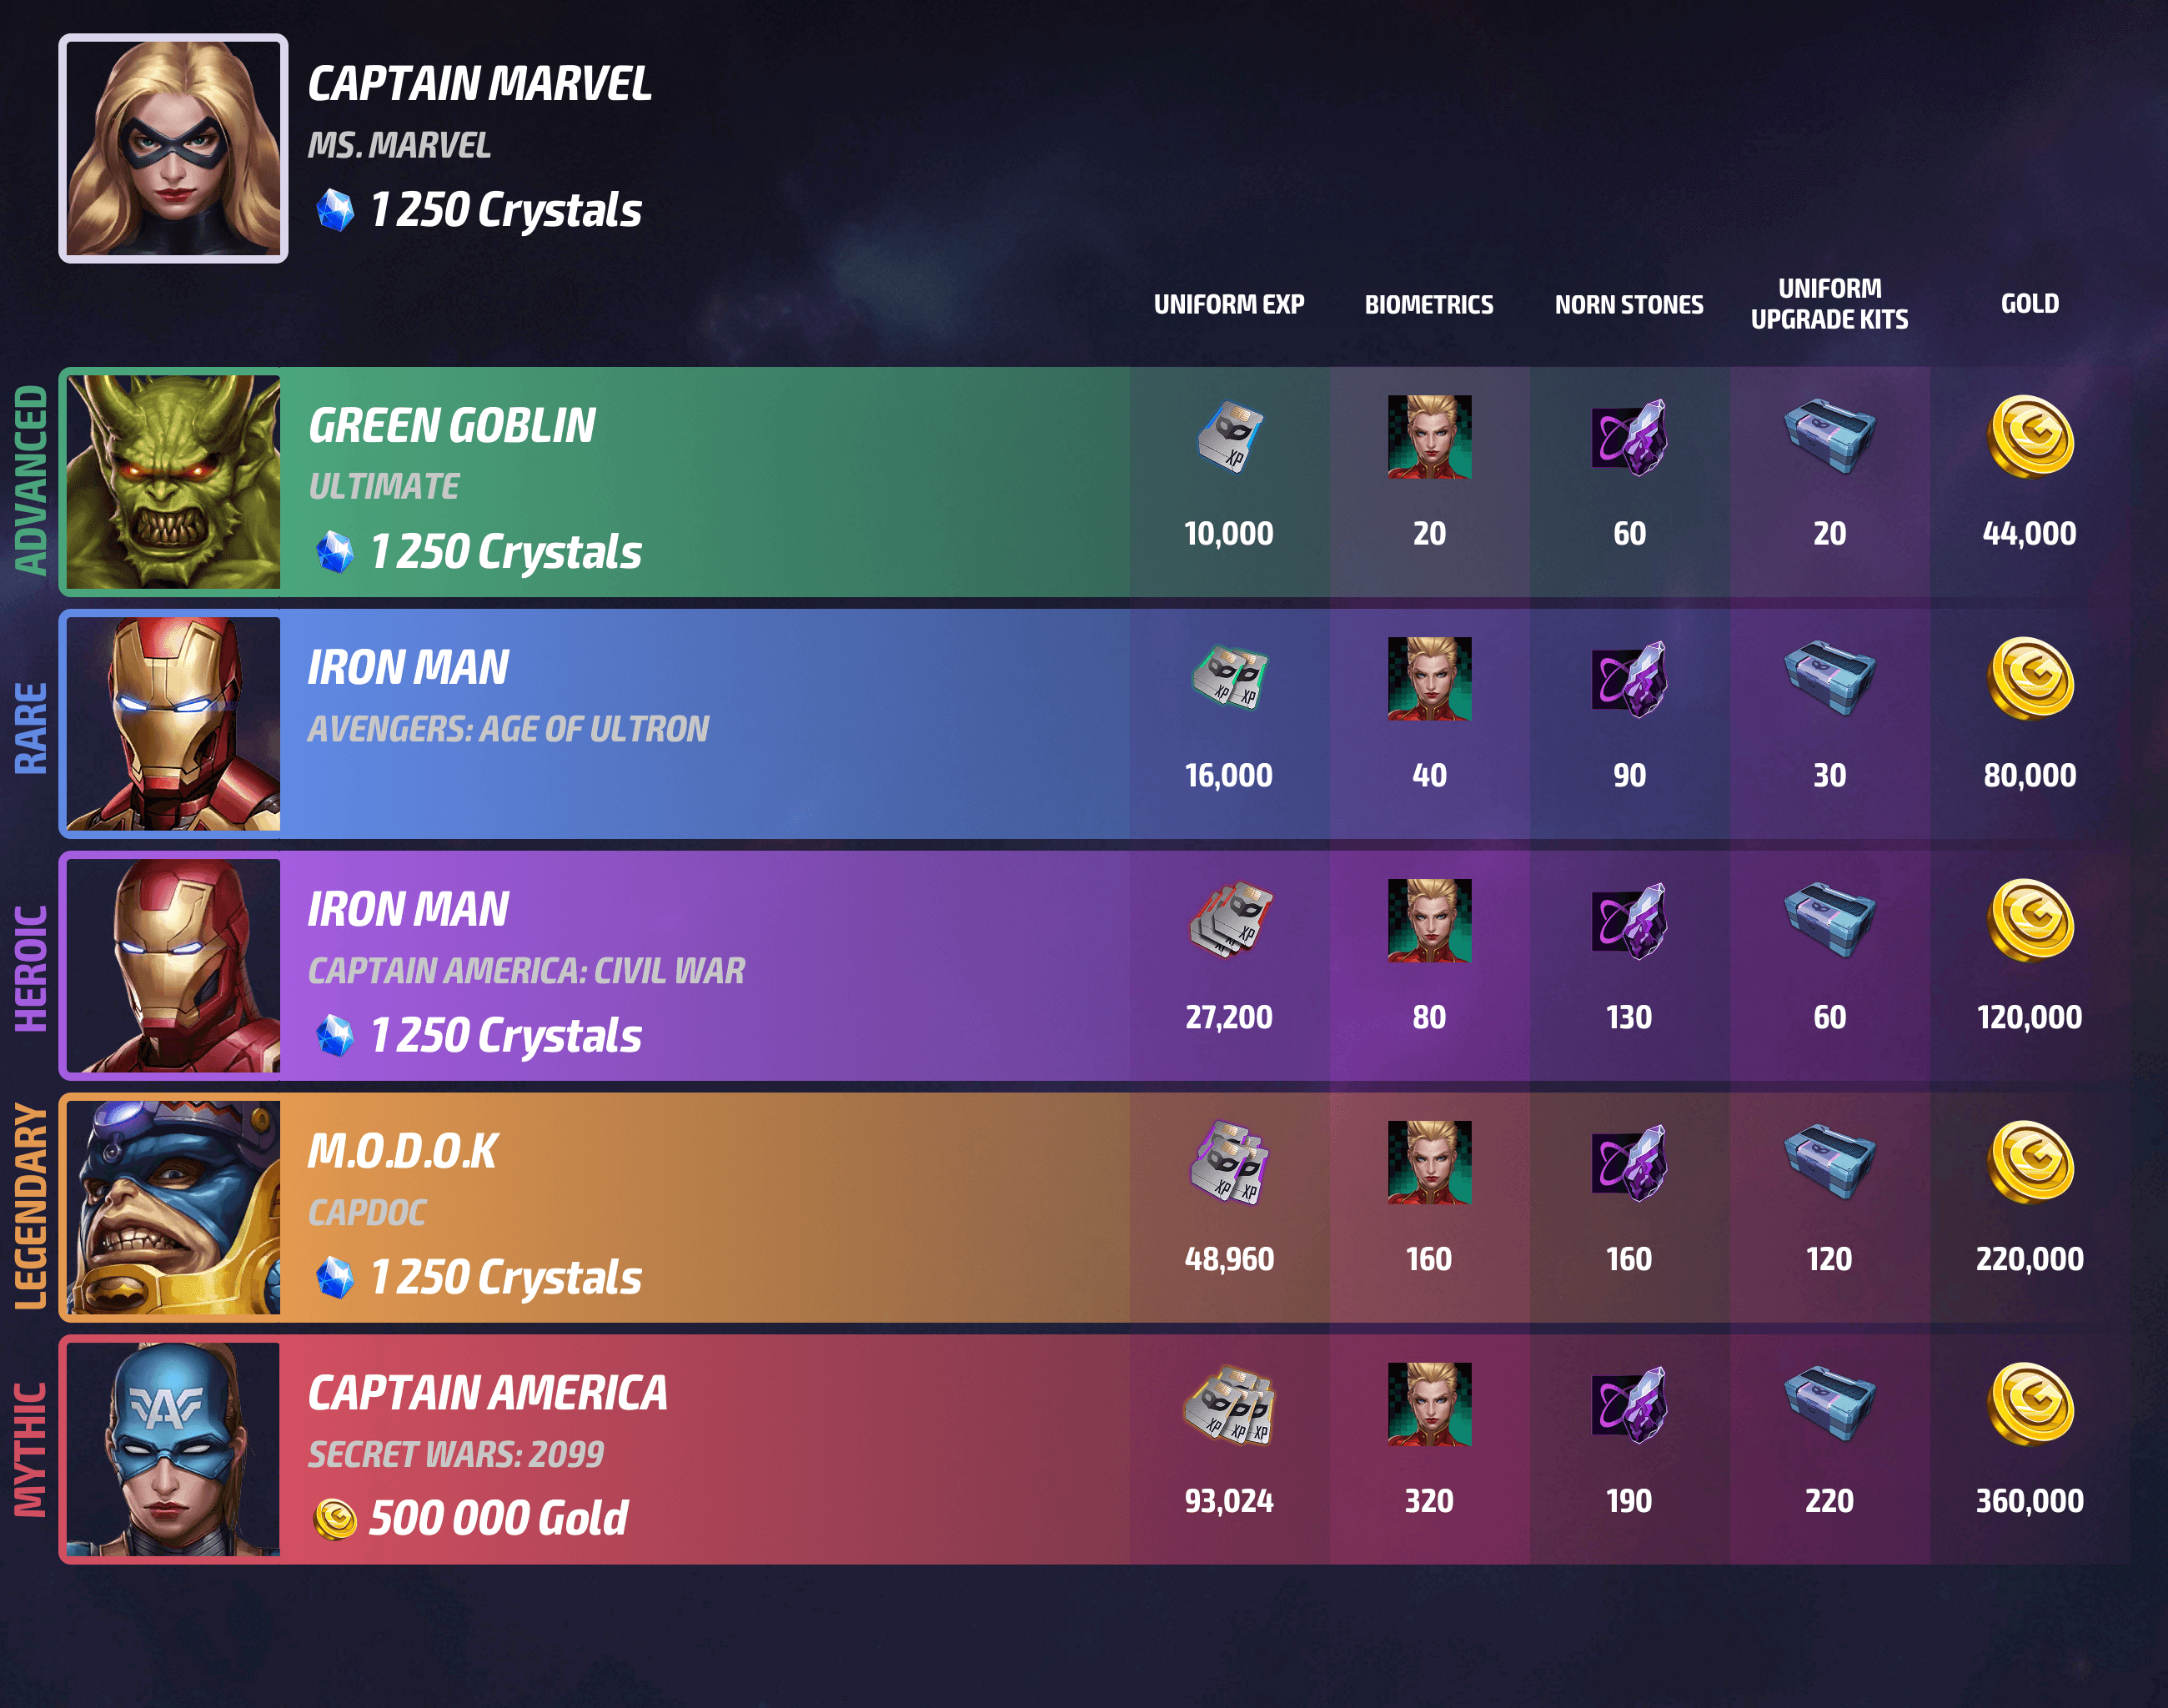 CAPTAIN MARVEL
MS. MARVEL
1 250 Crystals
UNIFORM EXP
BIOMETRICS
NORN STONES
UNIFORM
UPGRADE KITS
GOLD
ADVANCED
GREEN GOBLIN
ULTIMATE
1 250 Crystals
XP
10,000
20
60
20
44,000
RARE
IRON MAN
AVENGERS: AGE OF ULTRON
XP XP
16,000
40
90
30
80,000
HEROIC
IRON MAN
CAPTAIN AMERICA: CIVIL WAR
1 250 Crystals
XP
27,200
80
130
60
120,000
LEGENDARY
M.O.D.O.K
CAPDOC
1 250 Crystals
XP XP
48,960
160
160
120
220,000
MYTHIC
A
CAPTAIN AMERICA
SECRET WARS: 2099
500 000 Gold
XP XP XP
93,024
320
190
220
360,000